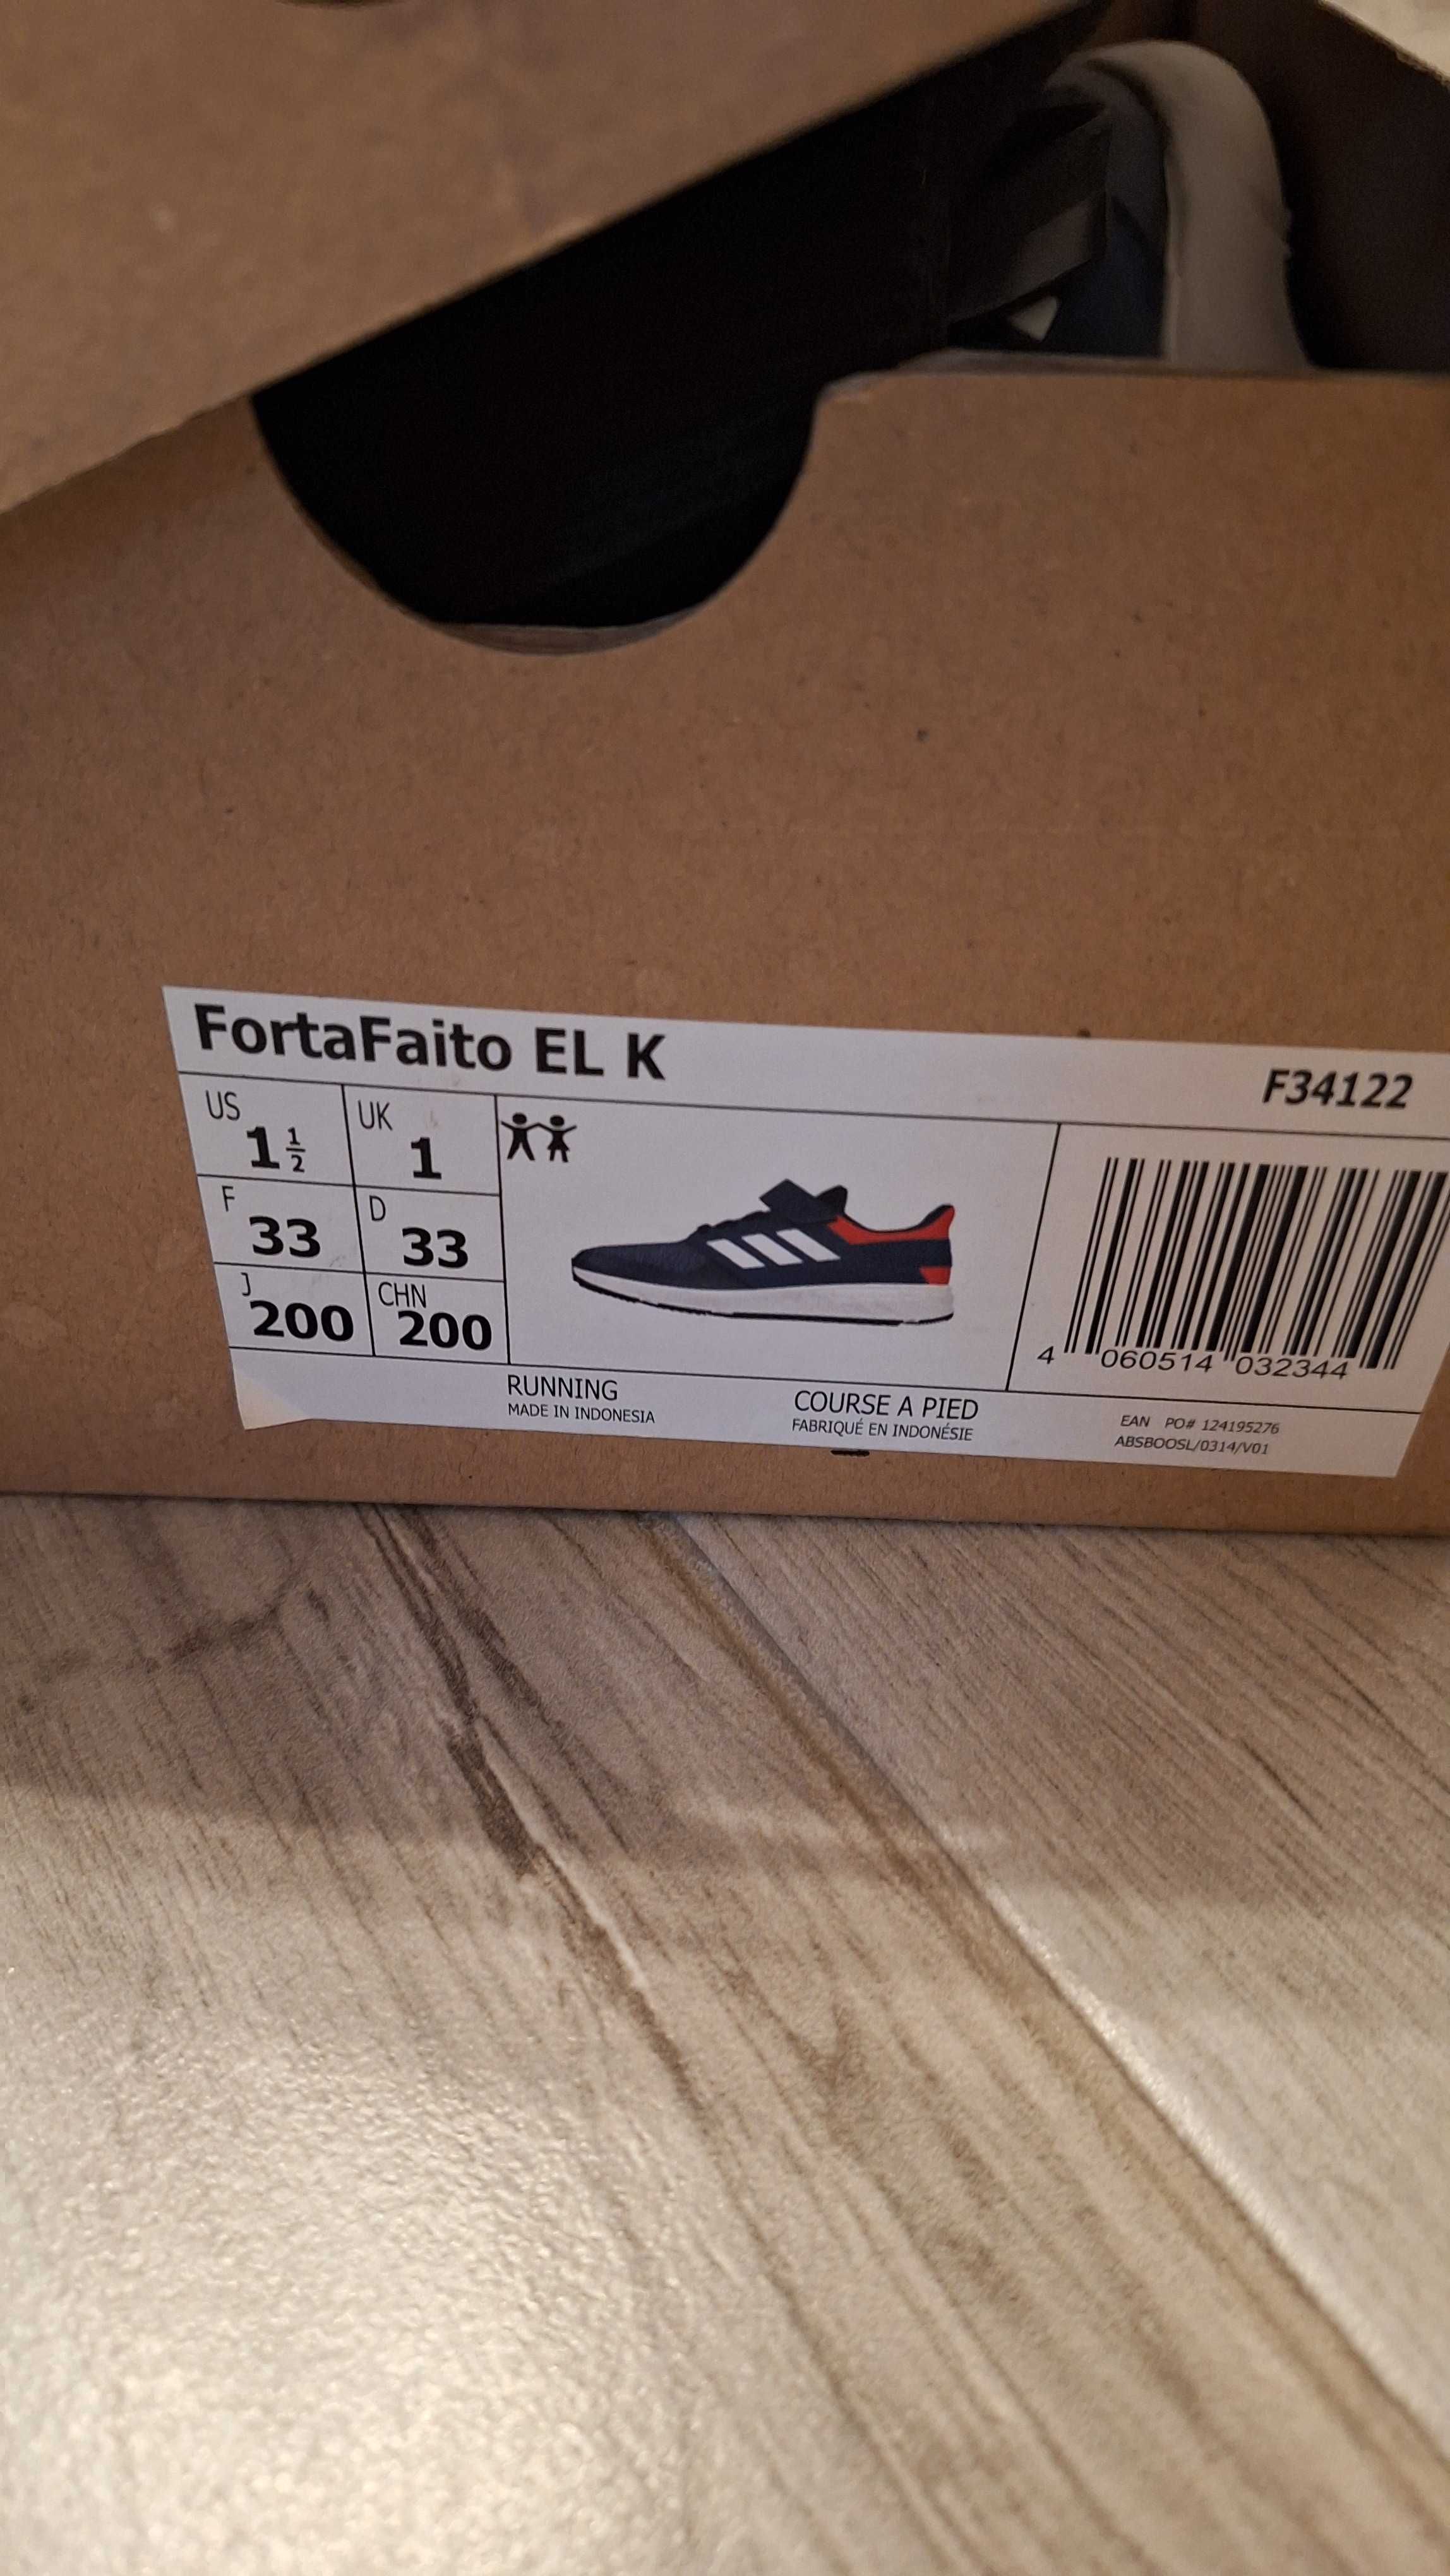 FortaFaito EL K
F34122
US 1 1/2
UK 1
F 33
D 33
J 200
CHN 200
4 060514 032344
RUNNING
MADE IN INDONESIA
COURSE A PIED
FABRIQUÉ EN INDONÉSIE
EAN PO# 124195276
ABSBOOSL/0314/V01